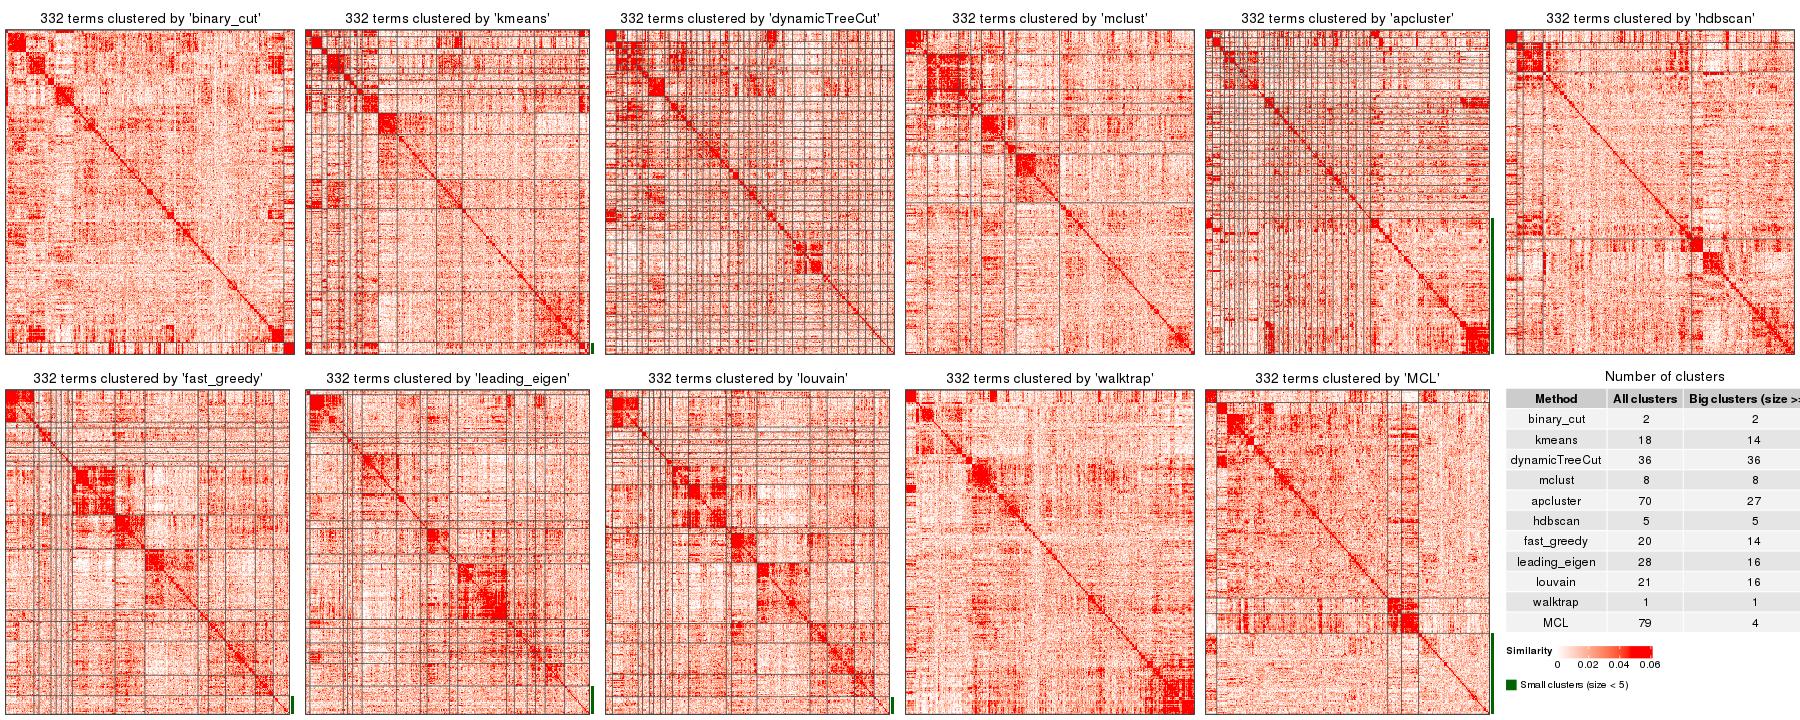 332 terms clustered by 'binary_cut'
332 terms clustered by 'kmeans'
332 terms clustered by 'dynamicTreeCut'
332 terms clustered by 'mclust'
332 terms clustered by 'apcluster'
332 terms clustered by 'hdbscan'
332 terms clustered by 'fast_greedy'
332 terms clustered by 'leading_eigen'
332 terms clustered by 'louvain'
332 terms clustered by 'walktrap'
332 terms clustered by 'MCL'
Number of clusters
Method All clusters Big clusters (size >=
binary_cut 2 2
kmeans 18 14
dynamicTreeCut 36 36
mclust 8 8
apcluster 70 27
hdbscan 5 5
fast_greedy 20 14
leading_eigen 28 16
louvain 21 16
walktrap 1 1
MCL 79 4
Similarity
0 0.02 0.04 0.06
Small clusters (size < 5)